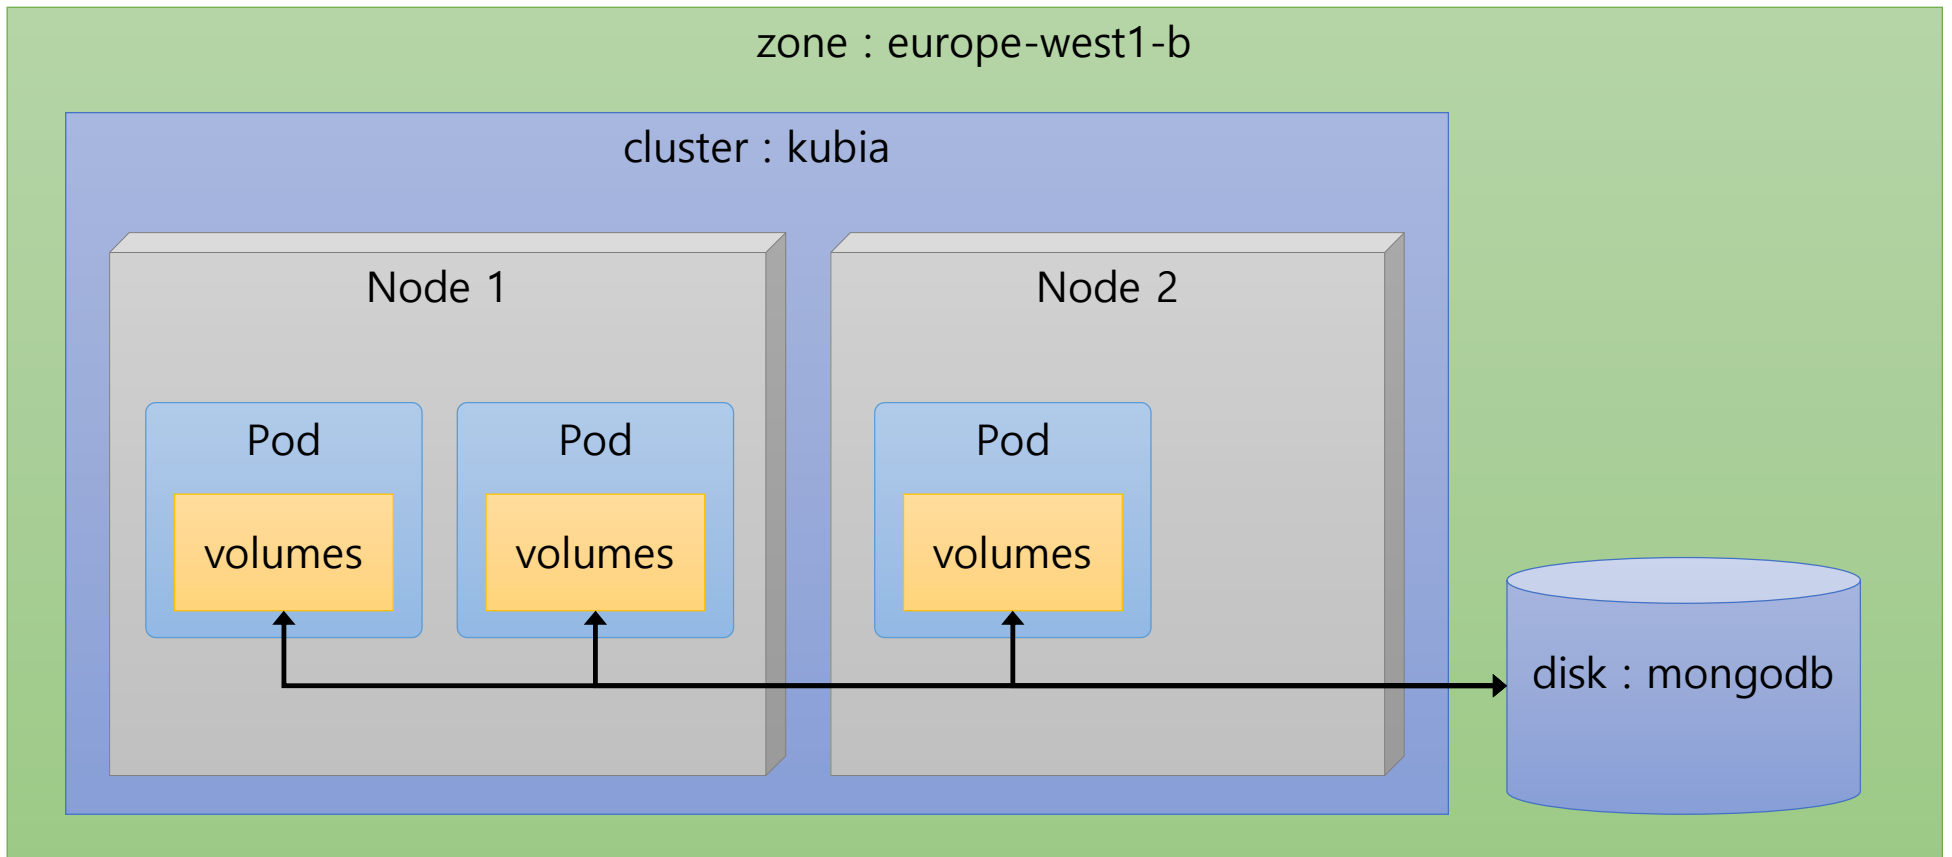 zone : europe-west1-b
cluster : kubia
Node 1
Node 2
Pod
Pod
Pod
volumes
volumes
volumes
disk : mongodb